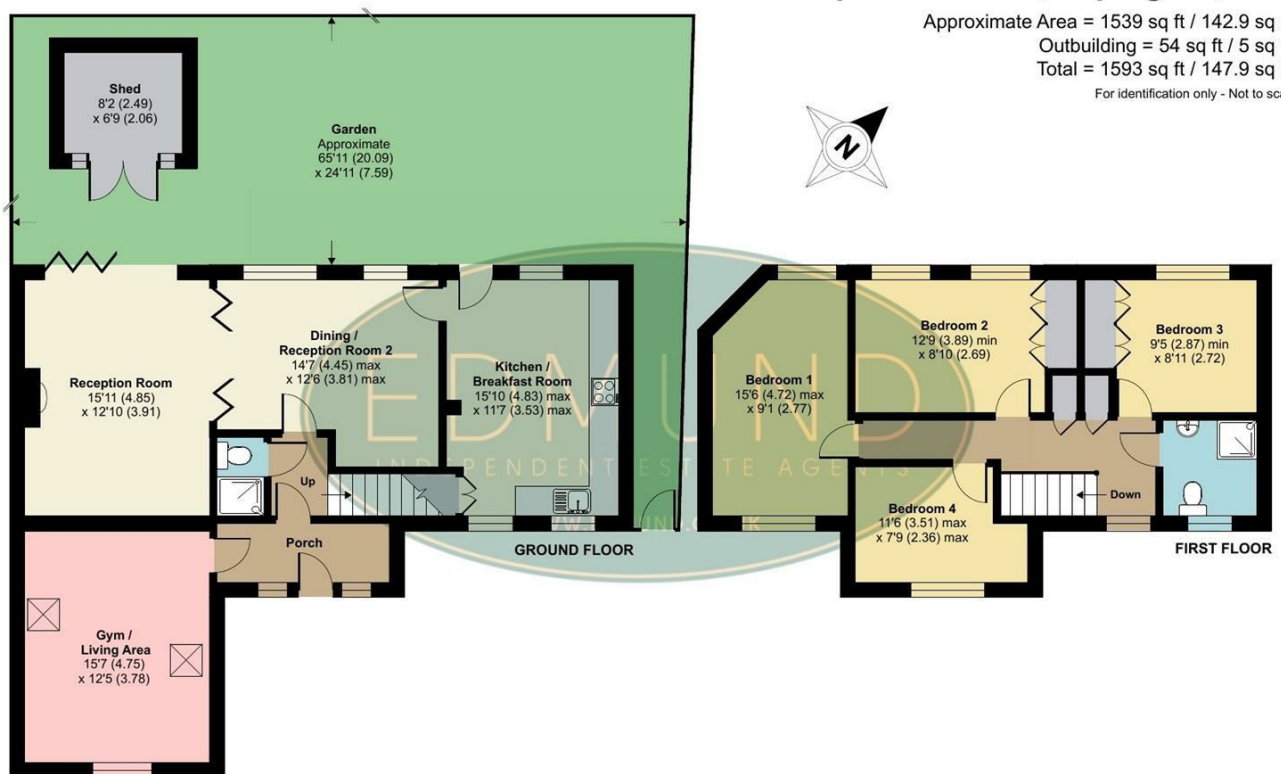 Approximate Area = 1539 sq ft / 142.9 sq
Outbuilding = 54 sq ft / 5 sq
Total = 1593 sq ft / 147.9 sq
For identification only - Not to sca
Shed
8'2 (2.49)
x 6'9 (2.06)
Garden
Approximate
65'11 (20.09)
x 24'11 (7.59)
N
Reception Room
15'11 (4.85)
x 12'10 (3.91)
Dining /
Reception Room 2
14'7 (4.45) max
x 12'6 (3.81) max
Kitchen /
Breakfast Room
15'10 (4.83) max
x 11'7 (3.53) max
Up
Porch
Gym /
Living Area
15'7 (4.75)
x 12'5 (3.78)
GROUND FLOOR
Bedroom 1
15'6 (4.72) max
x 9'1 (2.77)
Bedroom 2
12'9 (3.89) min
x 8'10 (2.69)
Bedroom 3
9'5 (2.87) min
x 8'11 (2.72)
Bedroom 4
11'6 (3.51) max
x 7'9 (2.36) max
Down
FIRST FLOOR
EDMUND
INDEPENDENT ESTATE AGENTS